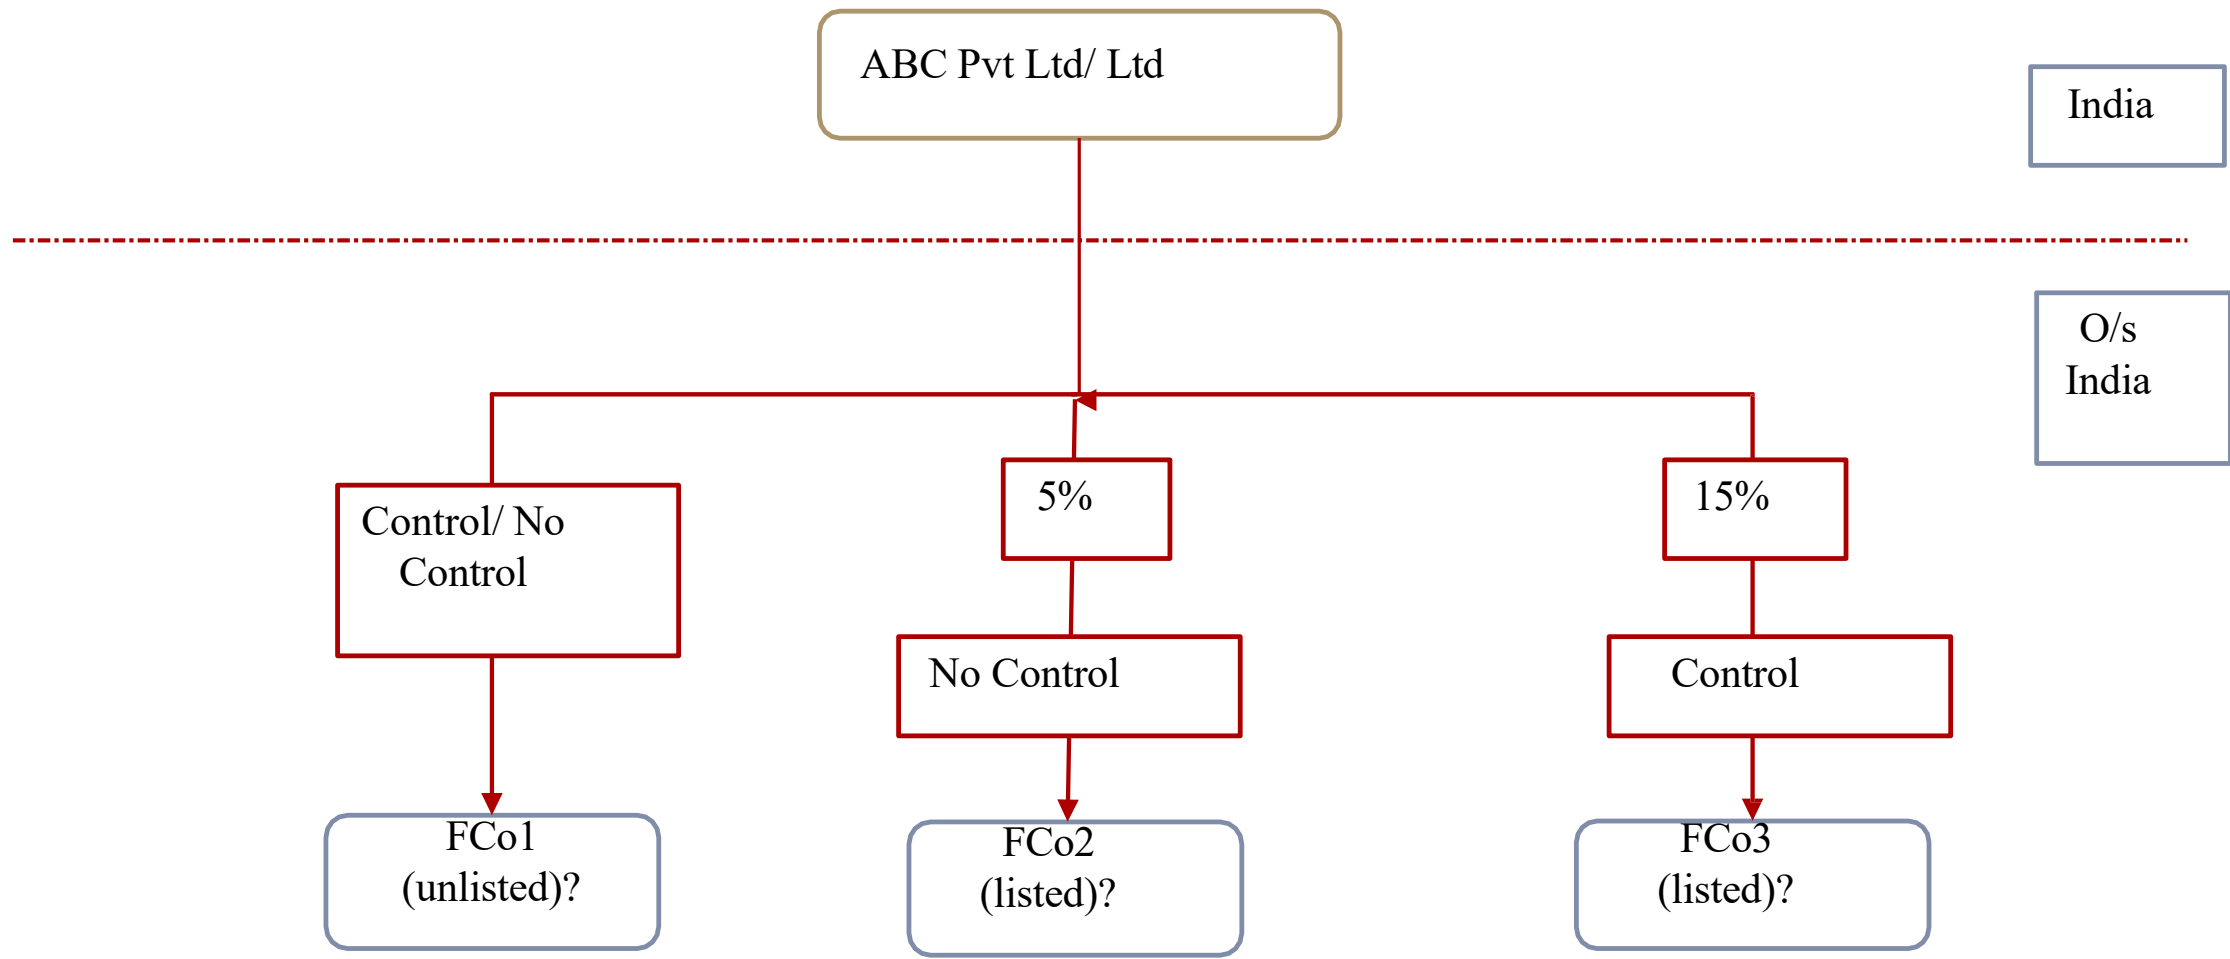 ABC Pvt Ltd/ Ltd
India
O/s
India
Control/ No
Control
5%
15%
No Control
Control
FCo1
(unlisted)?
FCo2
(listed)?
FCo3
(listed)?